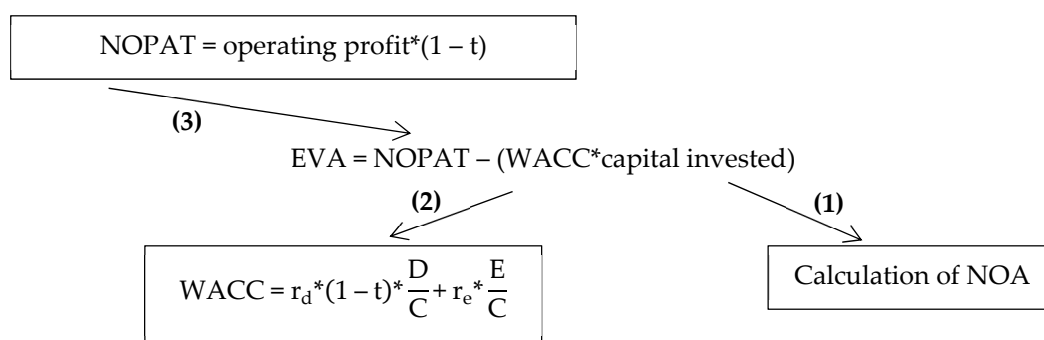 NOPAT = operating profit*(1 – t)
(3)
EVA = NOPAT – (WACC*capital invested)
(2)
(1)
WACC = r_d*(1 – t)*D/C + r_e*E/C
Calculation of NOA